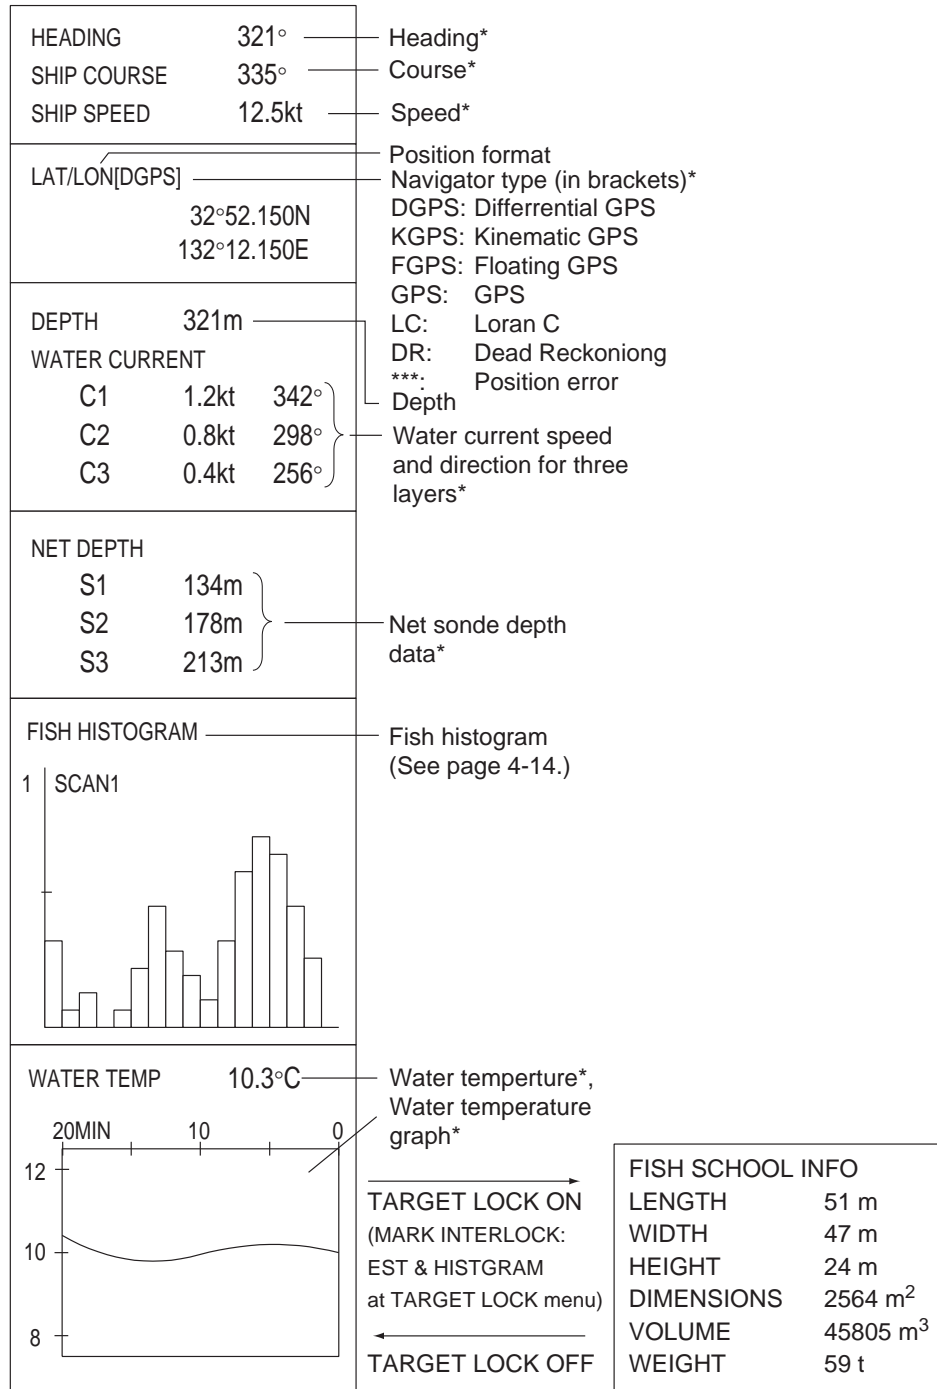 HEADING 321° Heading*
SHIP COURSE 335° Course*
SHIP SPEED 12.5kt Speed*
Position format
LAT/LON[DGPS] Navigator type (in brackets)*
32°52.150N
132°12.150E
DGPS: Differrential GPS
KGPS: Kinematic GPS
FGPS: Floating GPS
GPS: GPS
LC: Loran C
DR: Dead Reckoniong
***: Position error
DEPTH 321m Depth
WATER CURRENT
C1 1.2kt 342°
C2 0.8kt 298°
C3 0.4kt 256°
Water current speed
and direction for three
layers*
NET DEPTH
S1 134m
S2 178m
S3 213m
Net sonde depth
data*
FISH HISTOGRAM Fish histogram
(See page 4-14.)
1 SCAN1
WATER TEMP 10.3°C Water temperture*,
Water temperature
graph*
20MIN 10 0
12
10
8
TARGET LOCK ON
(MARK INTERLOCK:
EST & HISTGRAM
at TARGET LOCK menu)
TARGET LOCK OFF
FISH SCHOOL INFO
LENGTH 51 m
WIDTH 47 m
HEIGHT 24 m
DIMENSIONS 2564 m²
VOLUME 45805 m³
WEIGHT 59 t